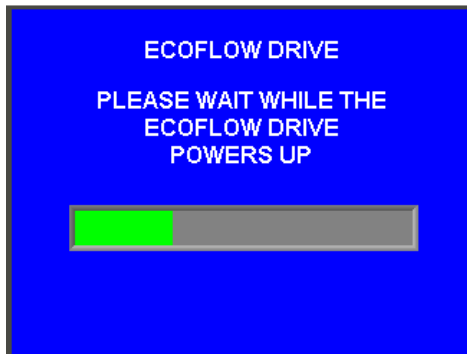 ECOFLOW DRIVE
PLEASE WAIT WHILE THE
ECOFLOW DRIVE
POWERS UP